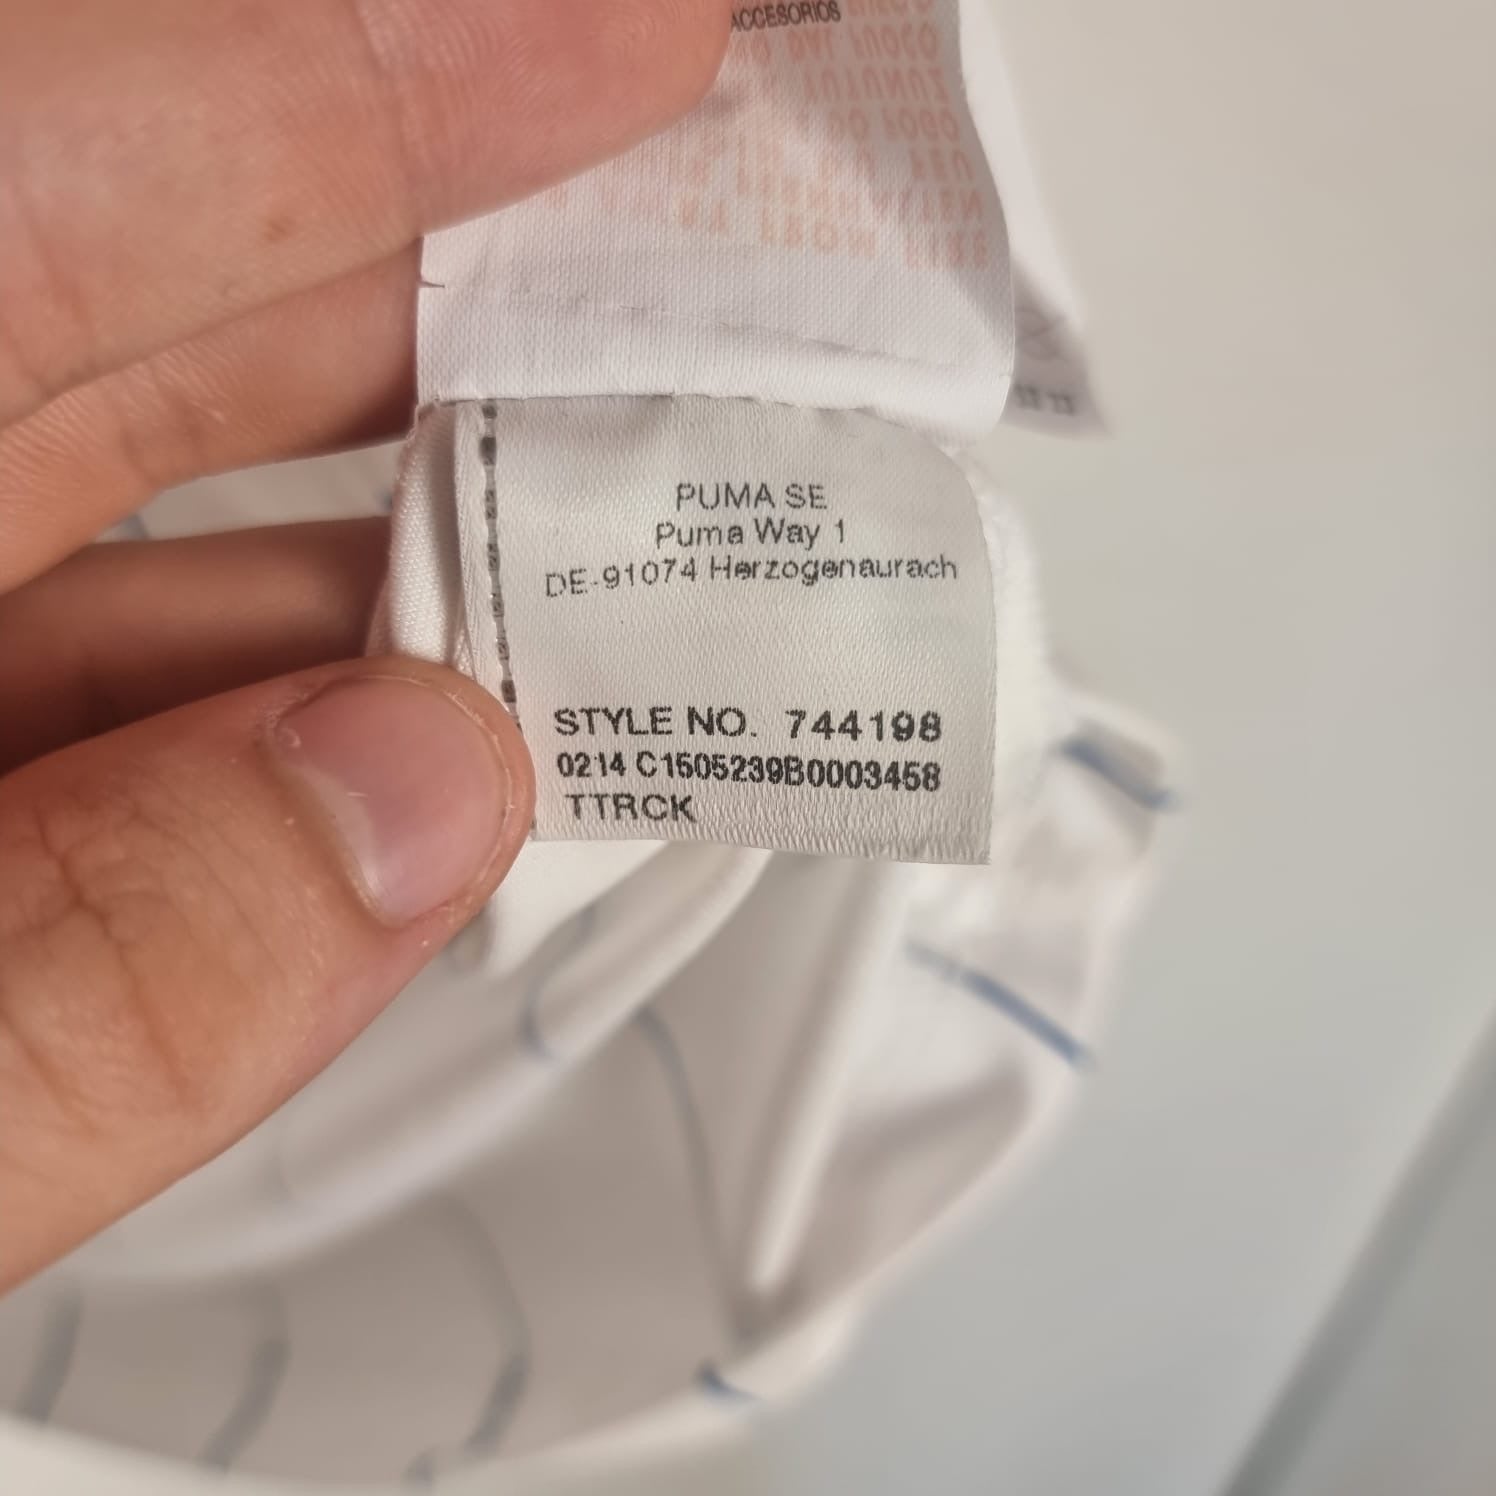 ACCESORIOS
PUMA SE
Puma Way 1
DE-91074 Herzogenaurach
STYLE NO. 744198
0214 C1505239B0003458
TTRCK